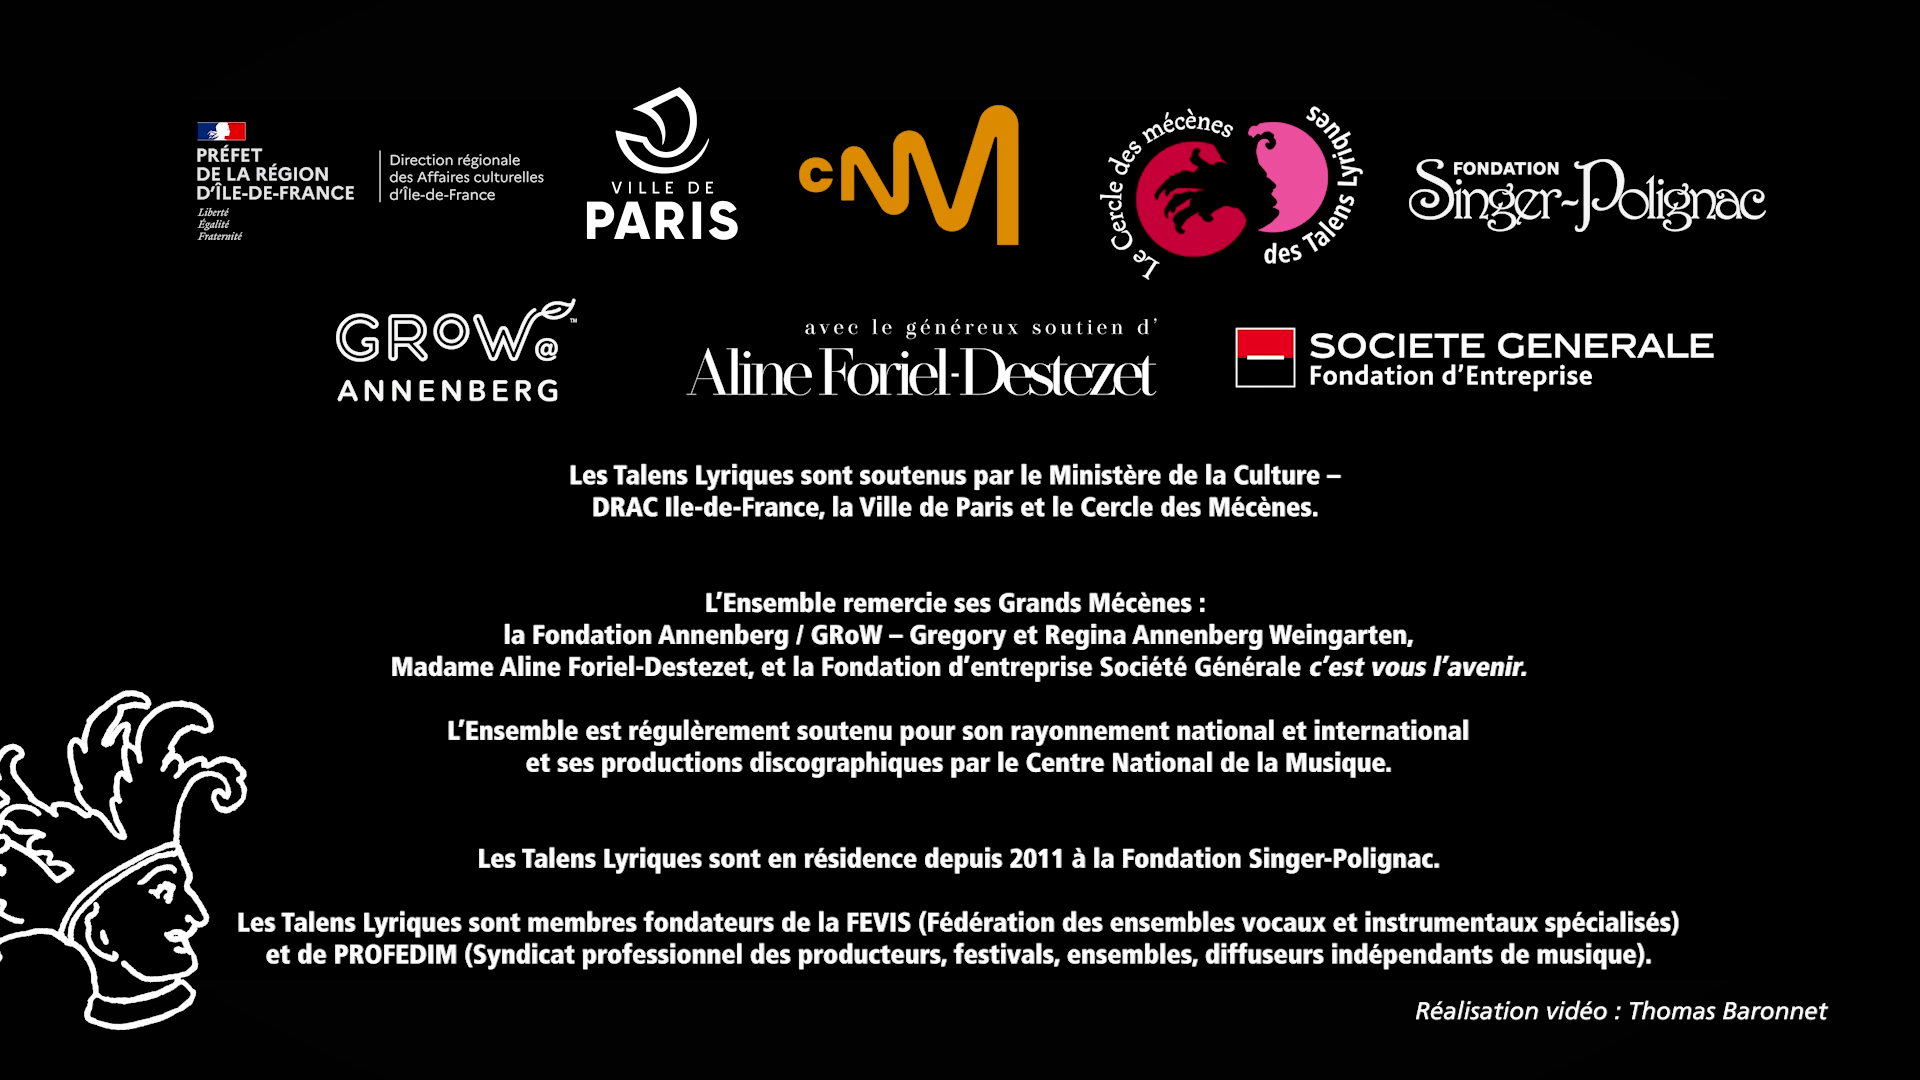 PRÉFET
DE LA RÉGION
D'ÎLE-DE-FRANCE
Liberté
Égalité
Fraternité
Direction régionale
des Affaires culturelles
d'Île-de-France
VILLE DE
PARIS
CNM
Le Cercle des mécènes
des Talens Lyriques
FONDATION
Singer-Polignac
GROW@™
ANNENBERG
avec le généreux soutien d'
Aline Foriel-Destezet
SOCIETE GENERALE
Fondation d'Entreprise
Les Talens Lyriques sont soutenus par le Ministère de la Culture –
DRAC Ile-de-France, la Ville de Paris et le Cercle des Mécènes.
L'Ensemble remercie ses Grands Mécènes :
la Fondation Annenberg / GRoW – Gregory et Regina Annenberg Weingarten,
Madame Aline Foriel-Destezet, et la Fondation d'entreprise Société Générale c'est vous l'avenir.
L'Ensemble est régulèrement soutenu pour son rayonnement national et international
et ses productions discographiques par le Centre National de la Musique.
Les Talens Lyriques sont en résidence depuis 2011 à la Fondation Singer-Polignac.
Les Talens Lyriques sont membres fondateurs de la FEVIS (Fédération des ensembles vocaux et instrumentaux spécialisés)
et de PROFEDIM (Syndicat professionnel des producteurs, festivals, ensembles, diffuseurs indépendants de musique).
Réalisation vidéo : Thomas Baronnet